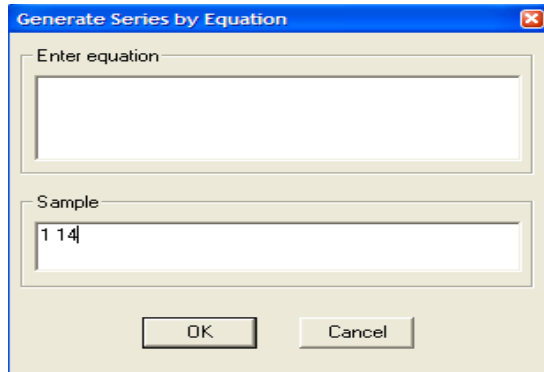 Generate Series by Equation
Enter equation
Sample
1 14
OK
Cancel